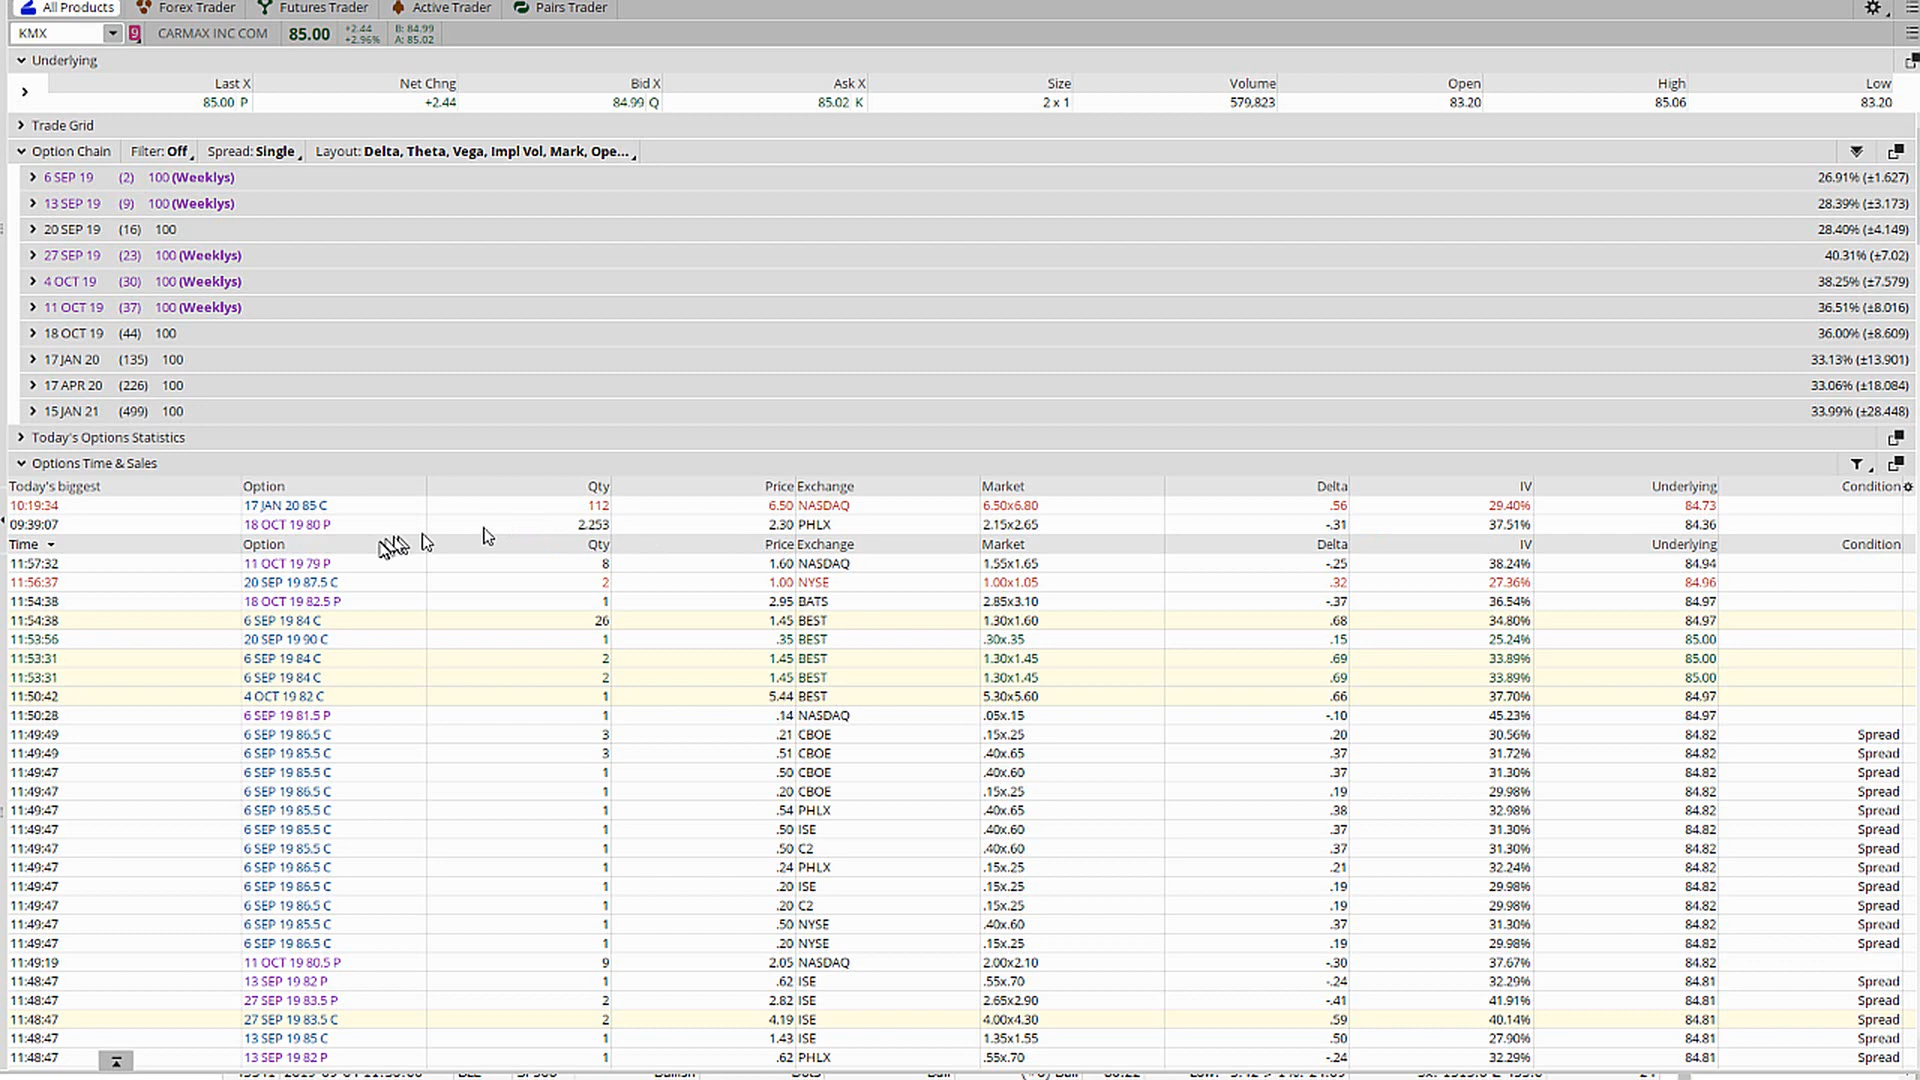 All Products Forex Trader Futures Trader Active Trader Pairs Trader
KMX 9 CARMAX INC COM 85.00 +2.44 +2.96% B: 84.99 A: 85.02
Underlying
Last X Net Chng Bid X Ask X Size Volume Open High Low
85.00 P +2.44 84.99 Q 85.02 K 2 x 1 579,823 83.20 85.06 83.20
Trade Grid
Option Chain Filter: Off Spread: Single Layout: Delta, Theta, Vega, Impl Vol, Mark, Ope...
6 SEP 19 (2) 100 (Weeklys) 26.91% (±1.627)
13 SEP 19 (9) 100 (Weeklys) 28.39% (±3.173)
20 SEP 19 (16) 100 28.40% (±4.149)
27 SEP 19 (23) 100 (Weeklys) 40.31% (±7.02)
4 OCT 19 (30) 100 (Weeklys) 38.25% (±7.579)
11 OCT 19 (37) 100 (Weeklys) 36.51% (±8.016)
18 OCT 19 (44) 100 36.00% (±8.609)
17 JAN 20 (135) 100 33.13% (±13.901)
17 APR 20 (226) 100 33.06% (±18.084)
15 JAN 21 (499) 100 33.99% (±28.448)
Today's Options Statistics
Options Time & Sales
Today's biggest Option Qty Price Exchange Market Delta IV Underlying Condition
10:19:34 17 JAN 20 85 C 112 6.50 NASDAQ 6.50x6.80 .56 29.40% 84.73
09:39:07 18 OCT 19 80 P 2,253 2.30 PHLX 2.15x2.65 -.31 37.51% 84.36
Time Option Qty Price Exchange Market Delta IV Underlying Condition
11:57:32 11 OCT 19 79 P 8 1.60 NASDAQ 1.55x1.65 -.25 38.24% 84.94
11:56:37 20 SEP 19 87.5 C 2 1.00 NYSE 1.00x1.05 .32 27.36% 84.96
11:54:38 18 OCT 19 82.5 P 1 2.95 BATS 2.85x3.10 -.37 36.54% 84.97
11:54:38 6 SEP 19 84 C 26 1.45 BEST 1.30x1.60 .68 34.80% 84.97
11:53:56 20 SEP 19 90 C 1 .35 BEST .30x.35 .15 25.24% 85.00
11:53:31 6 SEP 19 84 C 2 1.45 BEST 1.30x1.45 .69 33.89% 85.00
11:53:31 6 SEP 19 84 C 2 1.45 BEST 1.30x1.45 .69 33.89% 85.00
11:50:42 4 OCT 19 82 C 1 5.44 BEST 5.30x5.60 .66 37.70% 84.97
11:50:28 6 SEP 19 81.5 P 1 .14 NASDAQ .05x.15 -.10 45.23% 84.97
11:49:49 6 SEP 19 86.5 C 3 .21 CBOE .15x.25 .20 30.56% 84.82 Spread
11:49:49 6 SEP 19 85.5 C 3 .51 CBOE .40x.65 .37 31.72% 84.82 Spread
11:49:47 6 SEP 19 85.5 C 1 .50 CBOE .40x.60 .37 31.30% 84.82 Spread
11:49:47 6 SEP 19 86.5 C 1 .20 CBOE .15x.25 .19 29.98% 84.82 Spread
11:49:47 6 SEP 19 85.5 C 1 .54 PHLX .40x.65 .38 32.98% 84.82 Spread
11:49:47 6 SEP 19 85.5 C 1 .50 ISE .40x.60 .37 31.30% 84.82 Spread
11:49:47 6 SEP 19 85.5 C 1 .50 C2 .40x.60 .37 31.30% 84.82 Spread
11:49:47 6 SEP 19 86.5 C 1 .24 PHLX .15x.25 .21 32.24% 84.82 Spread
11:49:47 6 SEP 19 86.5 C 1 .20 ISE .15x.25 .19 29.98% 84.82 Spread
11:49:47 6 SEP 19 86.5 C 1 .20 C2 .15x.25 .19 29.98% 84.82 Spread
11:49:47 6 SEP 19 85.5 C 1 .50 NYSE .40x.60 .37 31.30% 84.82 Spread
11:49:47 6 SEP 19 86.5 C 1 .20 NYSE .15x.25 .19 29.98% 84.82 Spread
11:49:19 11 OCT 19 80.5 P 9 2.05 NASDAQ 2.00x2.10 -.30 37.67% 84.82
11:48:47 13 SEP 19 82 P 1 .62 ISE .55x.70 -.24 32.29% 84.81 Spread
11:48:47 27 SEP 19 83.5 P 2 2.82 ISE 2.65x2.90 -.41 41.91% 84.81 Spread
11:48:47 27 SEP 19 83.5 C 2 4.19 ISE 4.00x4.30 .59 40.14% 84.81 Spread
11:48:47 13 SEP 19 85 C 1 1.43 ISE 1.35x1.55 .50 27.90% 84.81 Spread
11:48:47 13 SEP 19 82 P 1 .62 PHLX .55x.70 -.24 32.29% 84.81 Spread